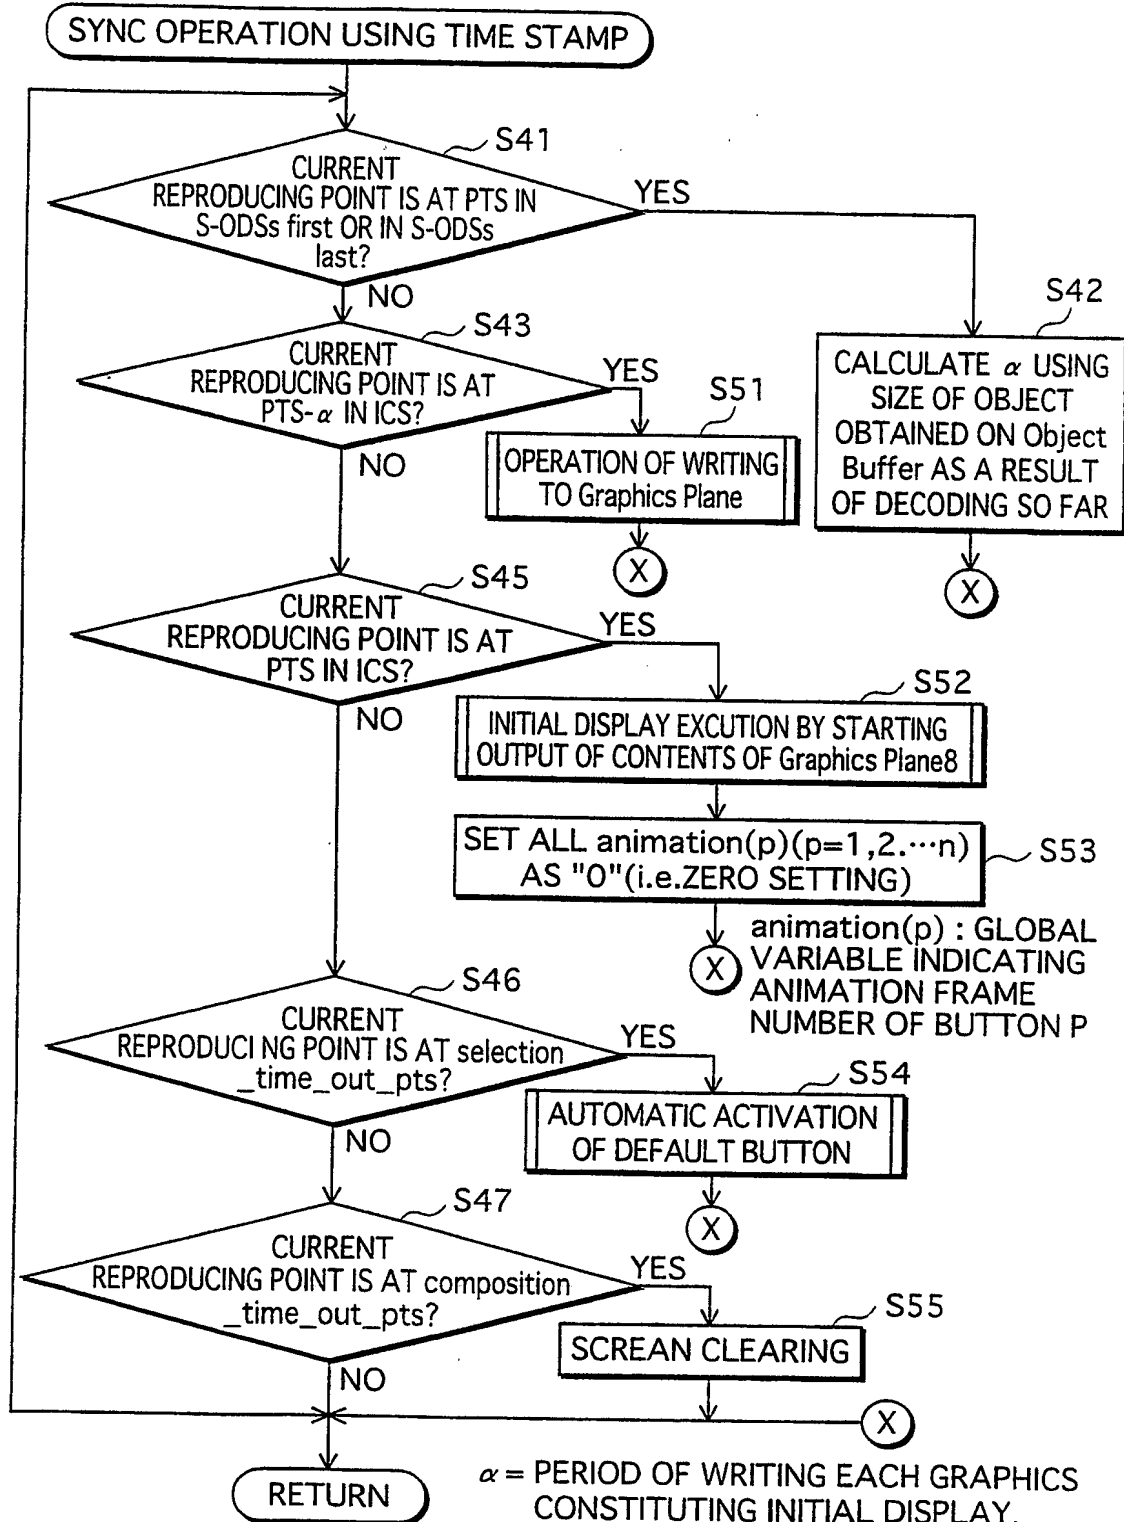 SYNC OPERATION USING TIME STAMP
S41
CURRENT
REPRODUCING POINT IS AT PTS IN
S-ODSs first OR IN S-ODSs
last?
YES
NO
S42
CALCULATE α USING
SIZE OF OBJECT
OBTAINED ON Object
Buffer AS A RESULT
OF DECODING SO FAR
X
S43
CURRENT
REPRODUCING POINT IS AT
PTS-α IN ICS?
YES
NO
S51
OPERATION OF WRITING
TO Graphics Plane
X
S45
CURRENT
REPRODUCING POINT IS AT
PTS IN ICS?
YES
NO
S52
INITIAL DISPLAY EXCUTION BY STARTING
OUTPUT OF CONTENTS OF Graphics Plane8
SET ALL animation(p)(p=1,2.···n)
AS "0"(i.e.ZERO SETTING)
S53
X
animation(p) : GLOBAL
VARIABLE INDICATING
ANIMATION FRAME
NUMBER OF BUTTON P
S46
CURRENT
REPRODUCI NG POINT IS AT selection
_time_out_pts?
YES
NO
S54
AUTOMATIC ACTIVATION
OF DEFAULT BUTTON
X
S47
CURRENT
REPRODUCING POINT IS AT composition
_time_out_pts?
YES
NO
S55
SCREAN CLEARING
X
RETURN
α = PERIOD OF WRITING EACH GRAPHICS
CONSTITUTING INITIAL DISPLAY.